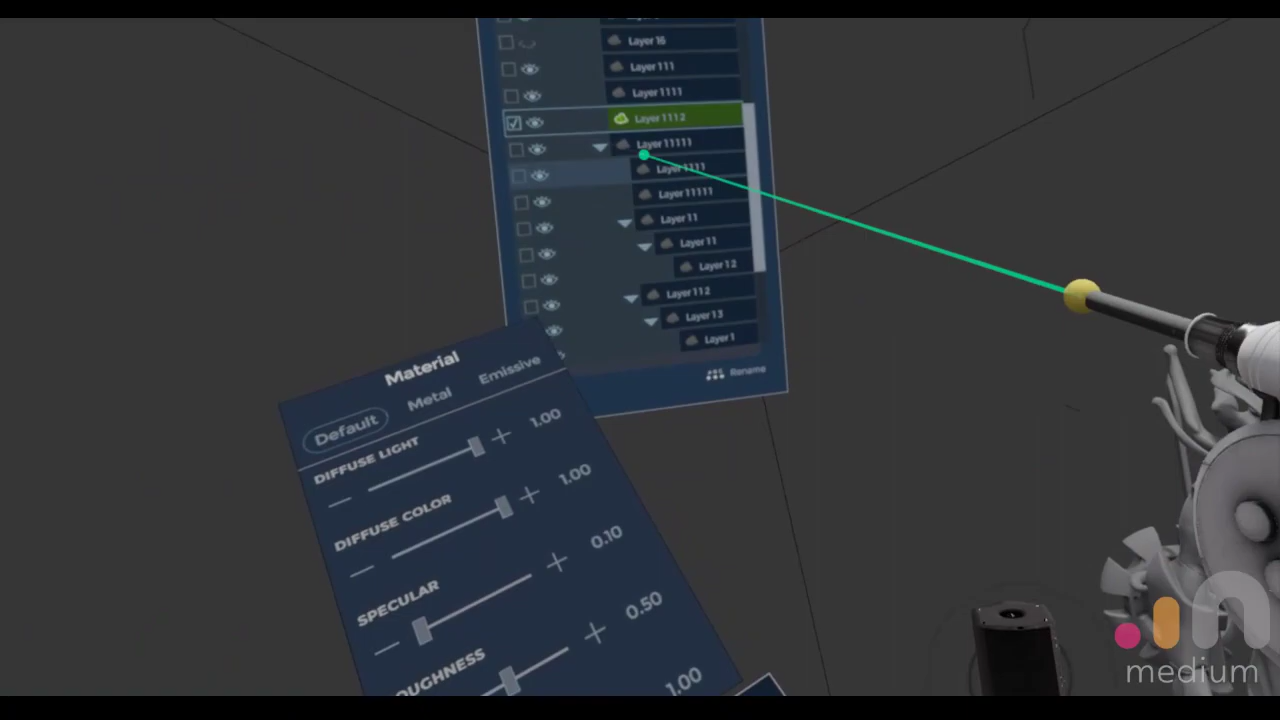 Layer 16
Layer 111
Layer 1111
Layer 1112
Layer 11111
Layer 1111
Layer 11111
Layer 11
Layer 11
Layer 12
Layer 112
Layer 13
Layer 1
Rename
Material
Default Metal Emissive
DIFFUSE LIGHT 1.00
DIFFUSE COLOR 1.00
SPECULAR 0.10
0.50
1.00
.in
medium